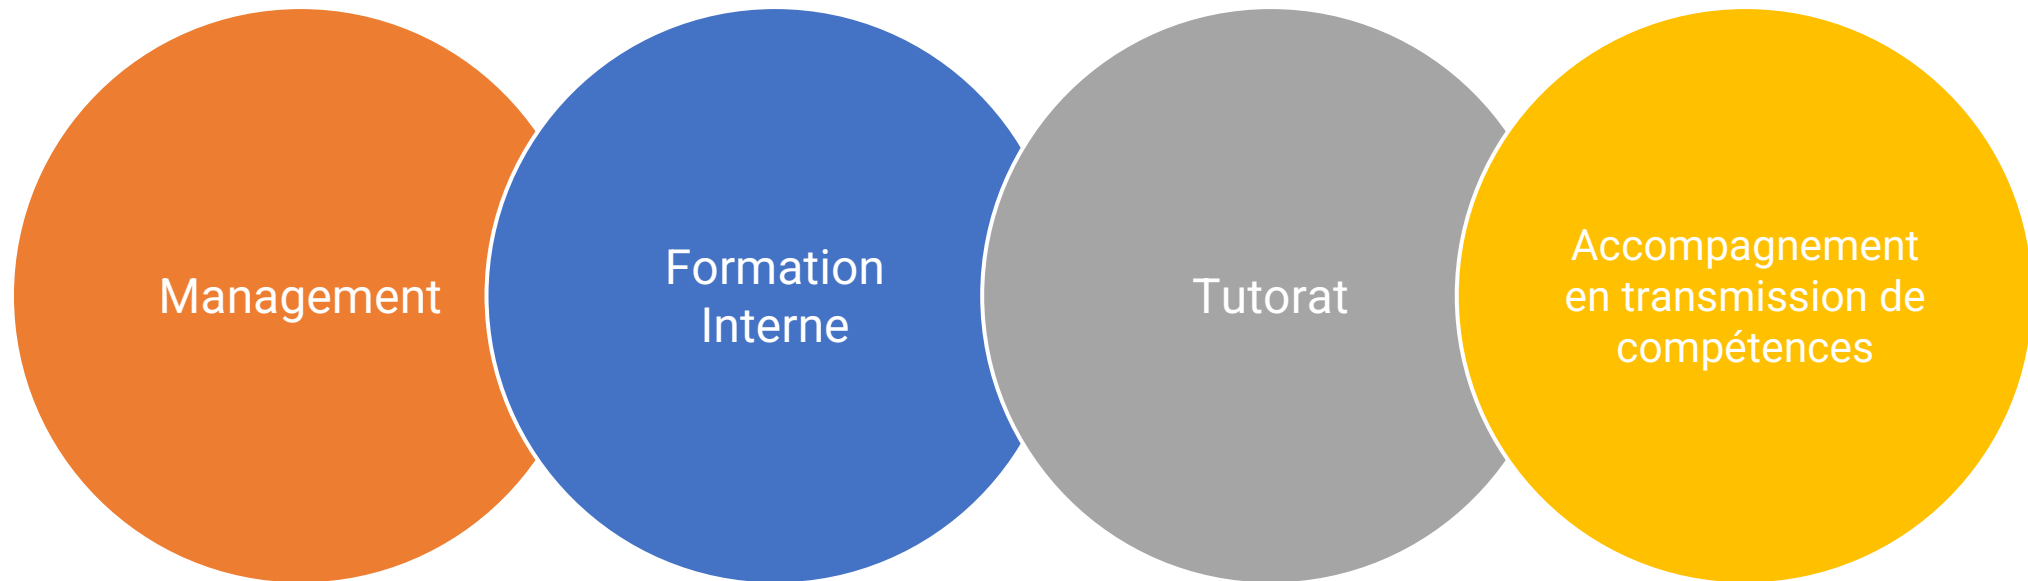 Management
Formation
Interne
Tutorat
Accompagnement
en transmission de
compétences